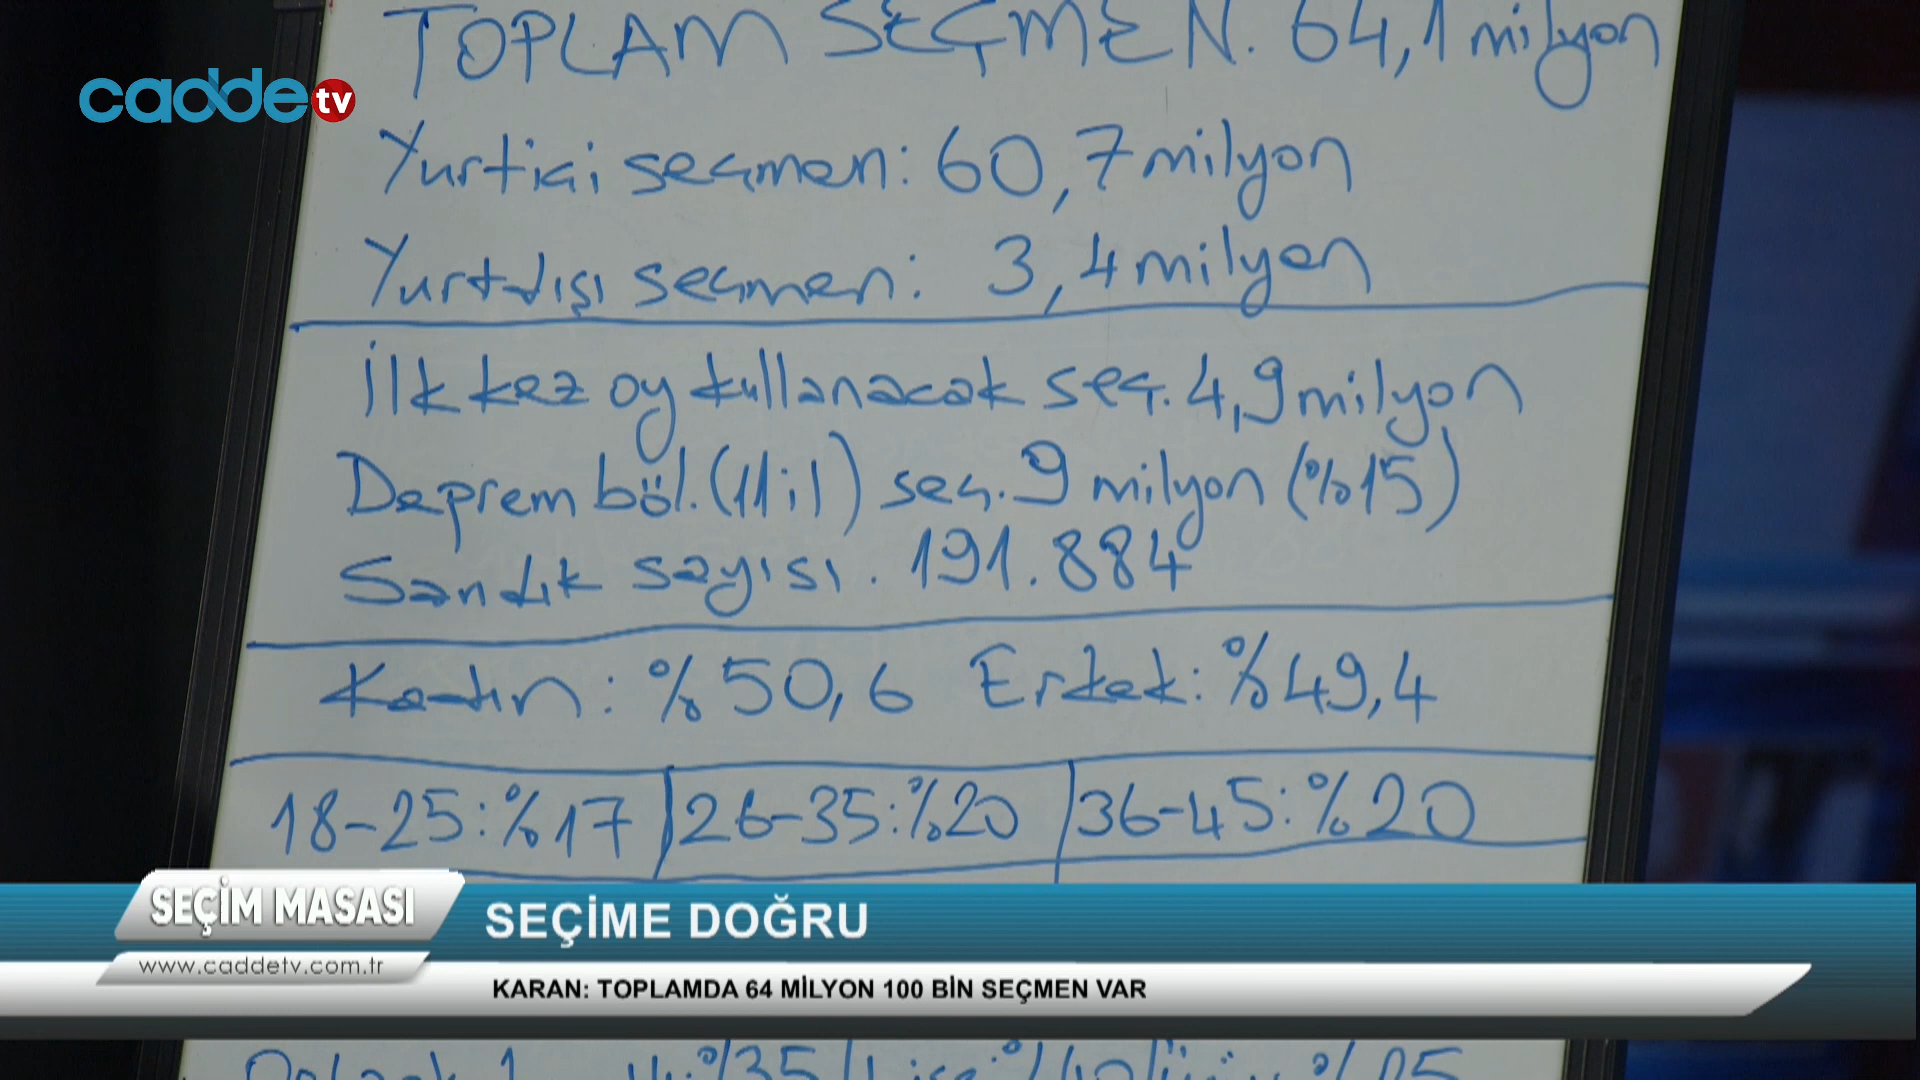 TOPLAM SEÇMEN. 64,1 milyon
caddetv
Yurtiçi seçmen: 60,7 milyon
Yurtdışı seçmen: 3,4 milyon
İlk kez oy kullanacak seç. 4,9 milyon
Deprem böl. (11 il) seç. 9 milyon (%15)
Sandık sayısı. 191.884
Kadın: %50,6 Erkek: %49,4
18-25: %17 26-35: %20 36-45: %20
SEÇİM MASASI
SEÇİME DOĞRU
www.caddetv.com.tr
KARAN: TOPLAMDA 64 MİLYON 100 BİN SEÇMEN VAR